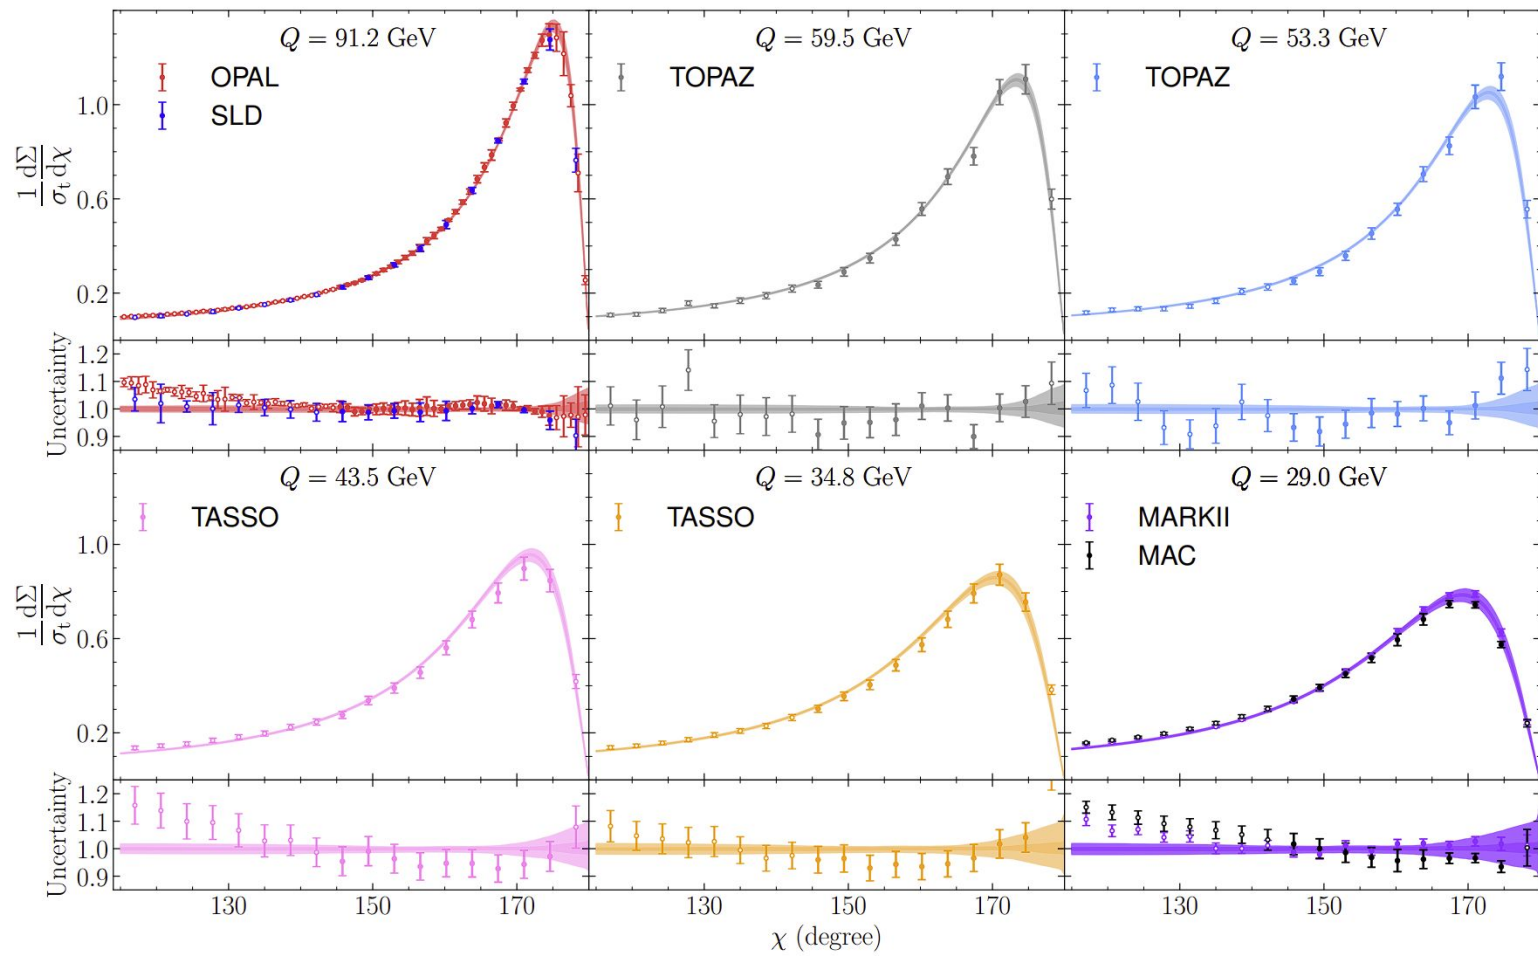 Q = 91.2 GeV
OPAL
SLD
Q = 59.5 GeV
TOPAZ
Q = 53.3 GeV
TOPAZ
1/σt dΣ/dχ
1.0
0.6
0.2
Uncertainty
1.2
1.1
1.0
0.9
Q = 43.5 GeV
TASSO
Q = 34.8 GeV
TASSO
Q = 29.0 GeV
MARKII
MAC
1/σt dΣ/dχ
1.0
0.6
0.2
Uncertainty
1.2
1.1
1.0
0.9
130 150 170 130 150 170 130 150 170
χ (degree)